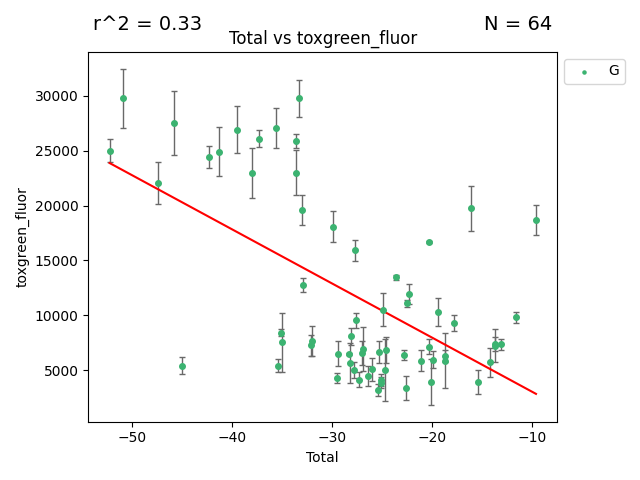 r^2 = 0.33
N = 64
Total vs toxgreen_fluor
G
30000
25000
20000
15000
10000
5000
toxgreen_fluor
−50
−40
−30
−20
−10
Total